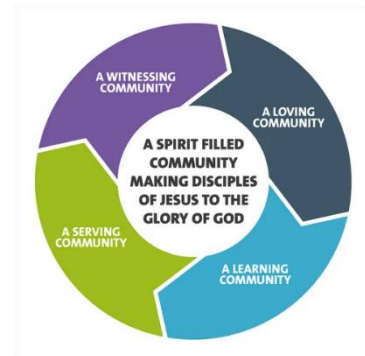 A WITNESSING
COMMUNITY
A LOVING
COMMUNITY
A SPIRIT FILLED
COMMUNITY
MAKING DISCIPLES
OF JESUS TO THE
GLORY OF GOD
A SERVING
COMMUNITY
A LEARNING
COMMUNITY